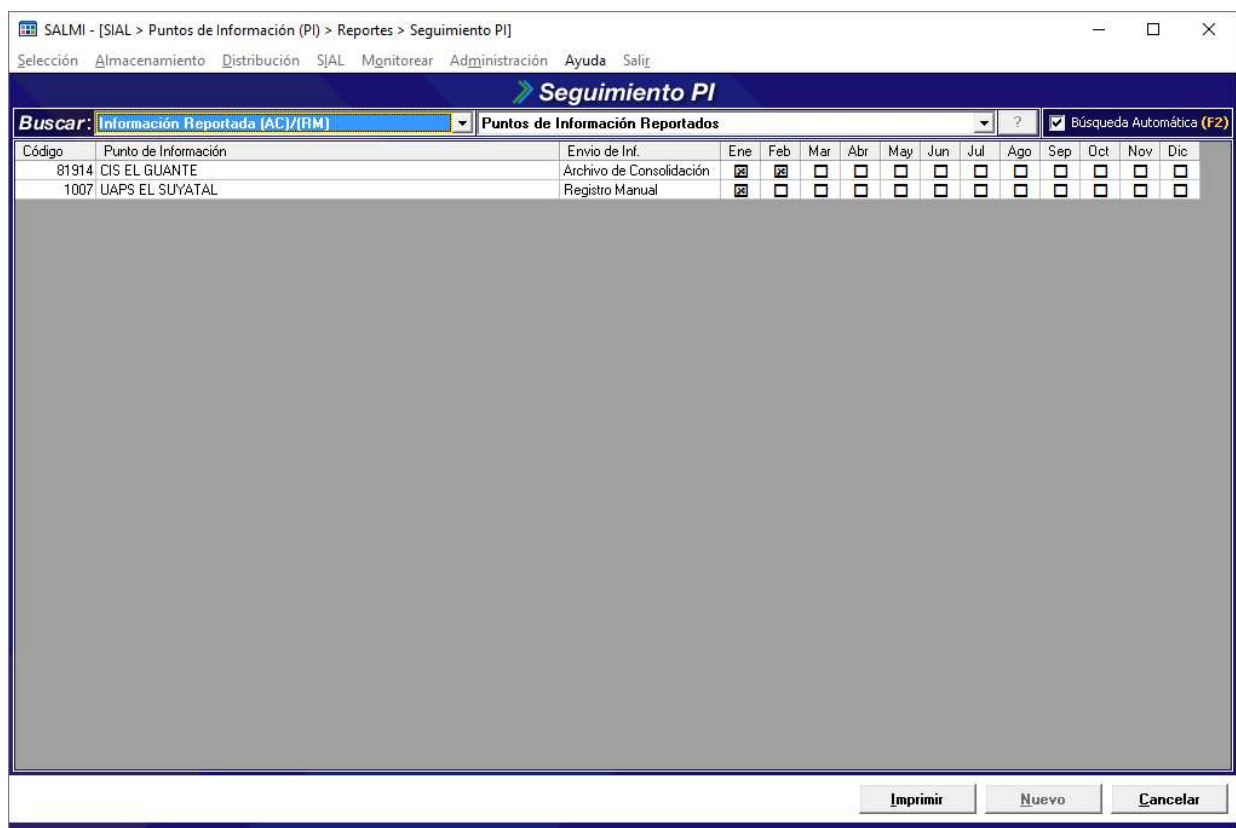 SALMI - [SIAL > Puntos de Información (PI) > Reportes > Seguimiento PI]
Selección Almacenamiento Distribución SIAL Monitorear Administración Ayuda Salir
Seguimiento PI
Buscar: Información Reportada (AC)/(RM) Puntos de Información Reportados ? Búsqueda Automática (F2)
Código Punto de Información Envio de Inf. Ene Feb Mar Abr May Jun Jul Ago Sep Oct Nov Dic
81914 CIS EL GUANTE Archivo de Consolidación
1007 UAPS EL SUYATAL Registro Manual
Imprimir Nuevo Cancelar